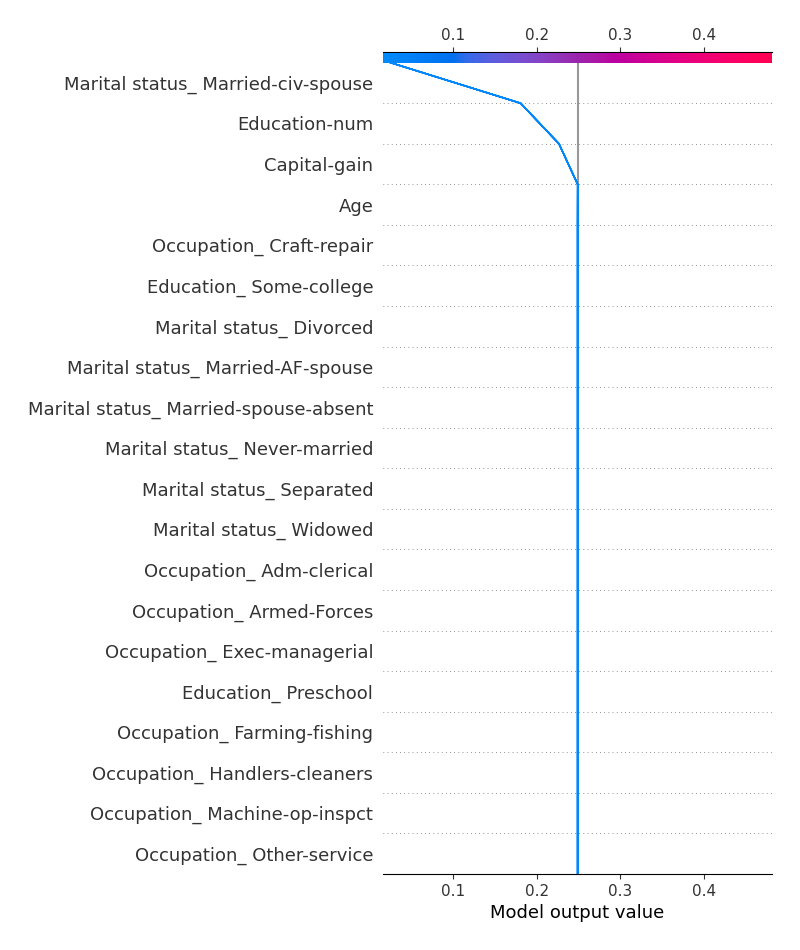 0.1 0.2 0.3 0.4
Marital status_ Married-civ-spouse
Education-num
Capital-gain
Age
Occupation_ Craft-repair
Education_ Some-college
Marital status_ Divorced
Marital status_ Married-AF-spouse
Marital status_ Married-spouse-absent
Marital status_ Never-married
Marital status_ Separated
Marital status_ Widowed
Occupation_ Adm-clerical
Occupation_ Armed-Forces
Occupation_ Exec-managerial
Education_ Preschool
Occupation_ Farming-fishing
Occupation_ Handlers-cleaners
Occupation_ Machine-op-inspct
Occupation_ Other-service
0.1 0.2 0.3 0.4
Model output value